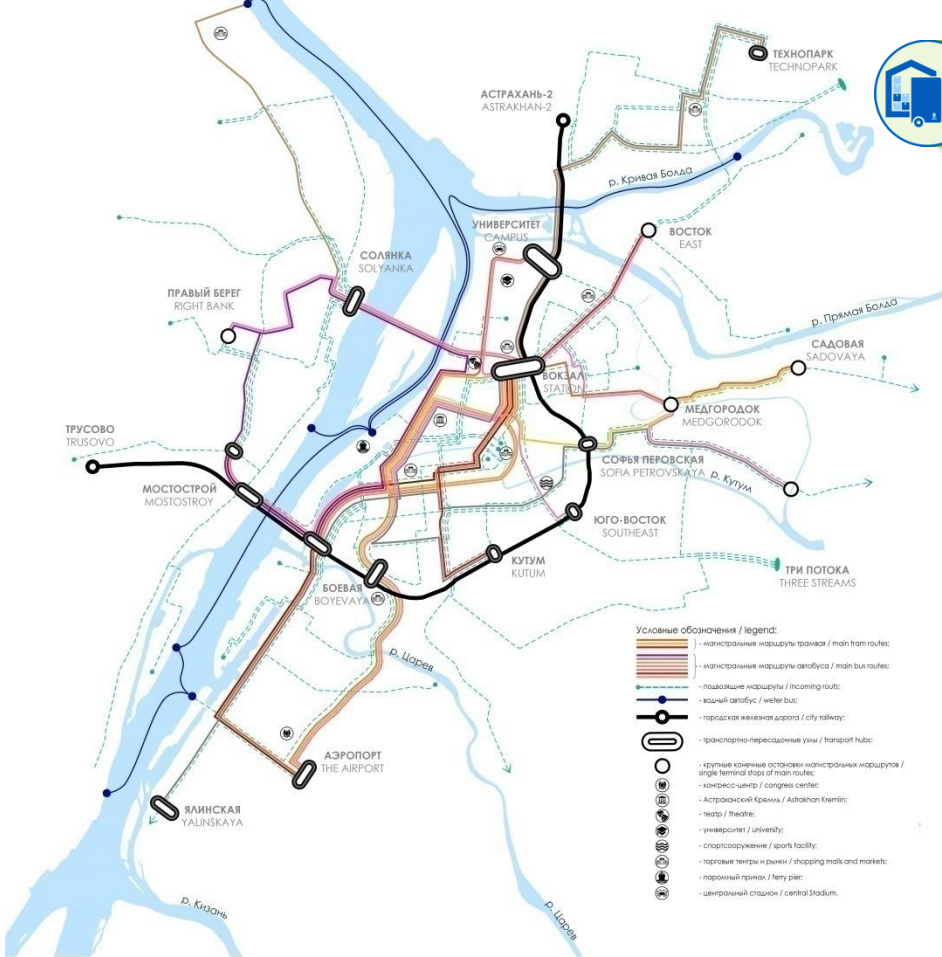 ТЕХНОПАРК
TECHNOPARK
АСТРАХАНЬ-2
ASTRAKHAN-2
р. Кривая Болда
УНИВЕРСИТЕТ
CAMPUS
ВОСТОК
EAST
СОЛЯНКА
SOLYANKA
ПРАВЫЙ БЕРЕГ
RIGHT BANK
р. Прямая Болда
САДОВАЯ
SADOVAYA
ВОКЗАЛ
STATION
МЕДГОРОДОК
MEDGORODOK
ТРУСОВО
TRUSOVO
СОФЬЯ ПЕРОВСКАЯ
SOFIA PETROVSKAYA
р. Кутум
МОСТОСТРОЙ
MOSTOSTROY
ЮГО-ВОСТОК
SOUTHEAST
КУТУМ
KUTUM
ТРИ ПОТОКА
THREE STREAMS
БОЕВАЯ
BOYEVAYA
р. Царев
АЭРОПОРТ
THE AIRPORT
ЯЛИНСКАЯ
YALINSKAYA
р. Кизань
р. Царев
Условные обозначения / legend:
- магистральные маршруты трамвая / main tram routes;
- магистральные маршруты автобуса / main bus routes;
- подвозящие маршруты / incoming routs;
- водный автобус / weter bus;
- городская железная дорога / city railway;
- транспортно-пересадочные узлы / transport hubs;
- крупные конечные остановки магистральных маршрутов /
single terminal stops of main routes;
- конгресс-центр / congress center;
- Астраханский Кремль / Astrakhan Kremlin;
- театр / theatre;
- университет / university;
- спортсооружение / sports facility;
- торговые тентры и рынки / shopping malls and markets;
- паромный причал / ferry pier;
- центральный стадион / central Stadium.